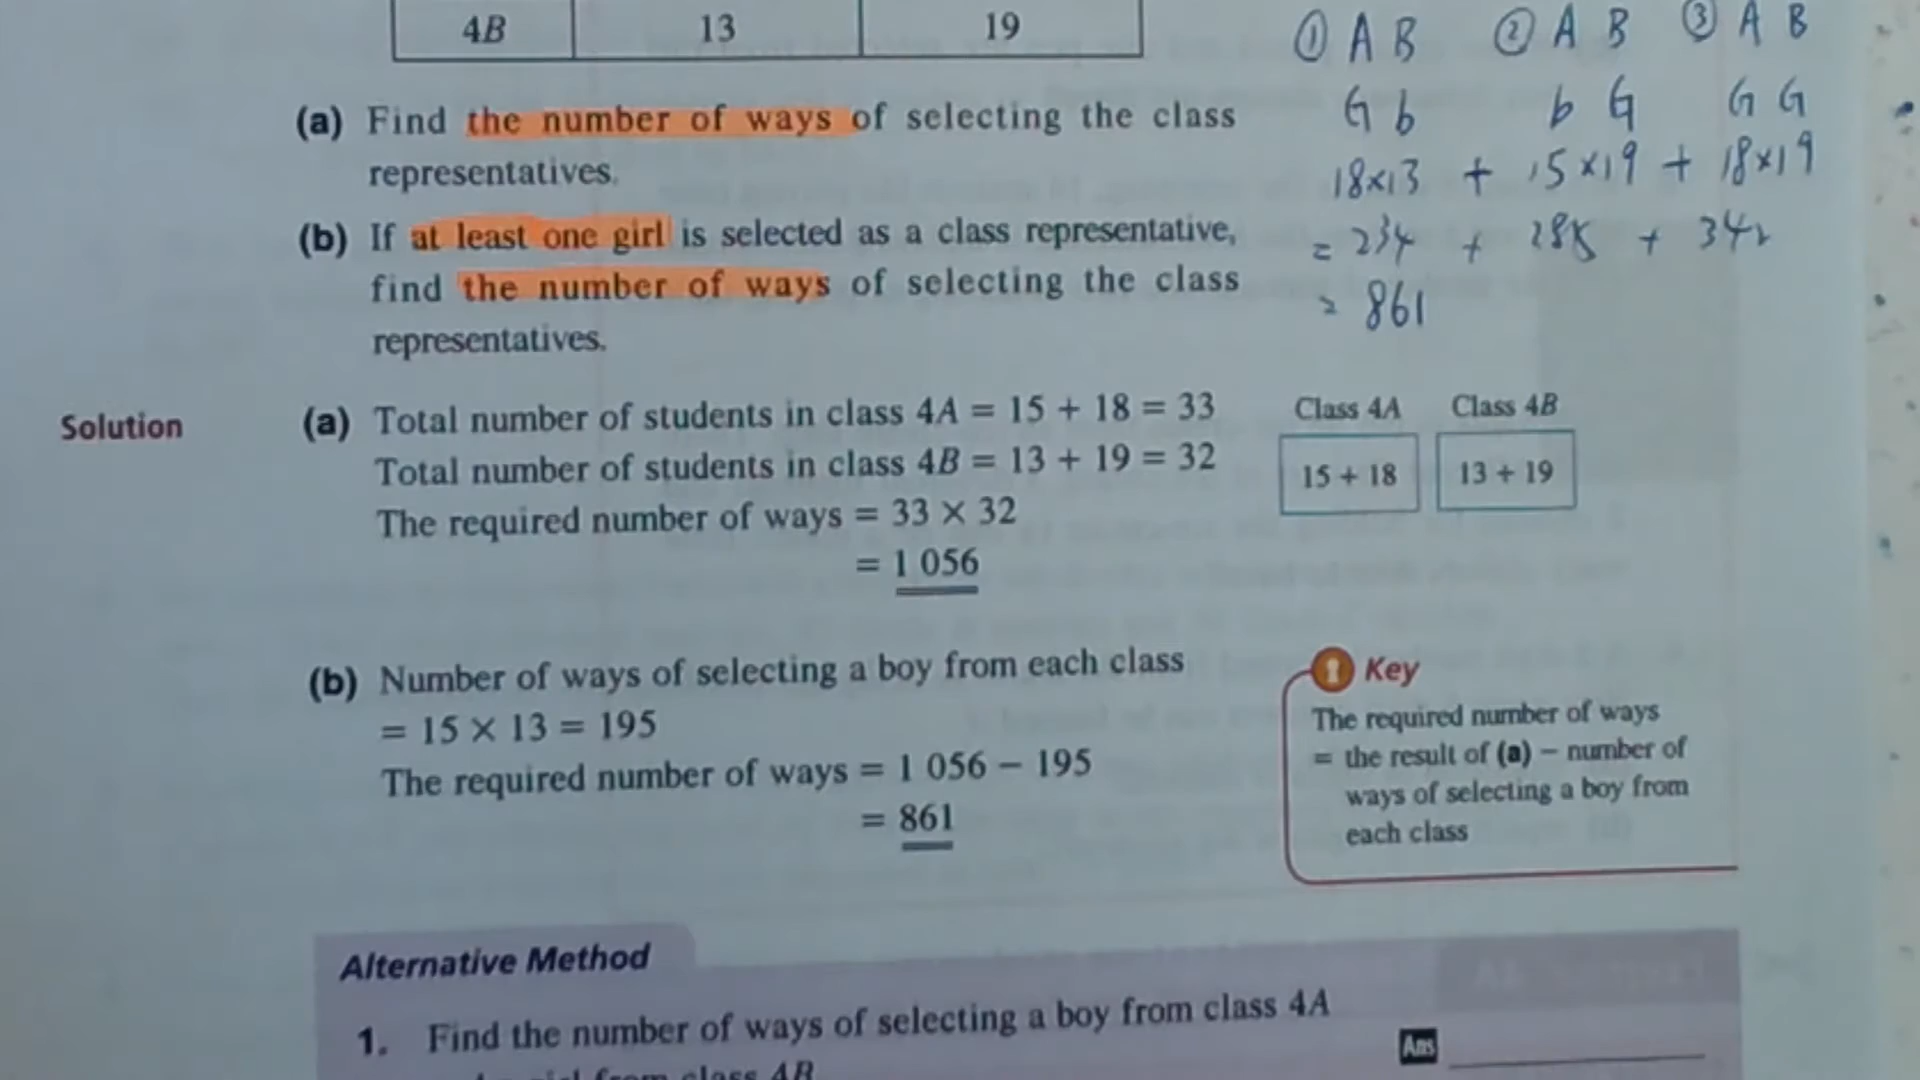 4B 13 19
① A B ② A B ③ A B
G b b G G G
18×13 + 15×19 + 18×19
= 234 + 285 + 342
= 861
(a) Find the number of ways of selecting the class
representatives.
(b) If at least one girl is selected as a class representative,
find the number of ways of selecting the class
representatives.
Solution
(a) Total number of students in class 4A = 15 + 18 = 33
Total number of students in class 4B = 13 + 19 = 32
The required number of ways = 33 × 32
= 1 056
Class 4A Class 4B
15 + 18 13 + 19
(b) Number of ways of selecting a boy from each class
= 15 × 13 = 195
The required number of ways = 1 056 − 195
= 861
Key
The required number of ways
= the result of (a) − number of
ways of selecting a boy from
each class
Alternative Method
1. Find the number of ways of selecting a boy from class 4A
girl from class 4B
Ans